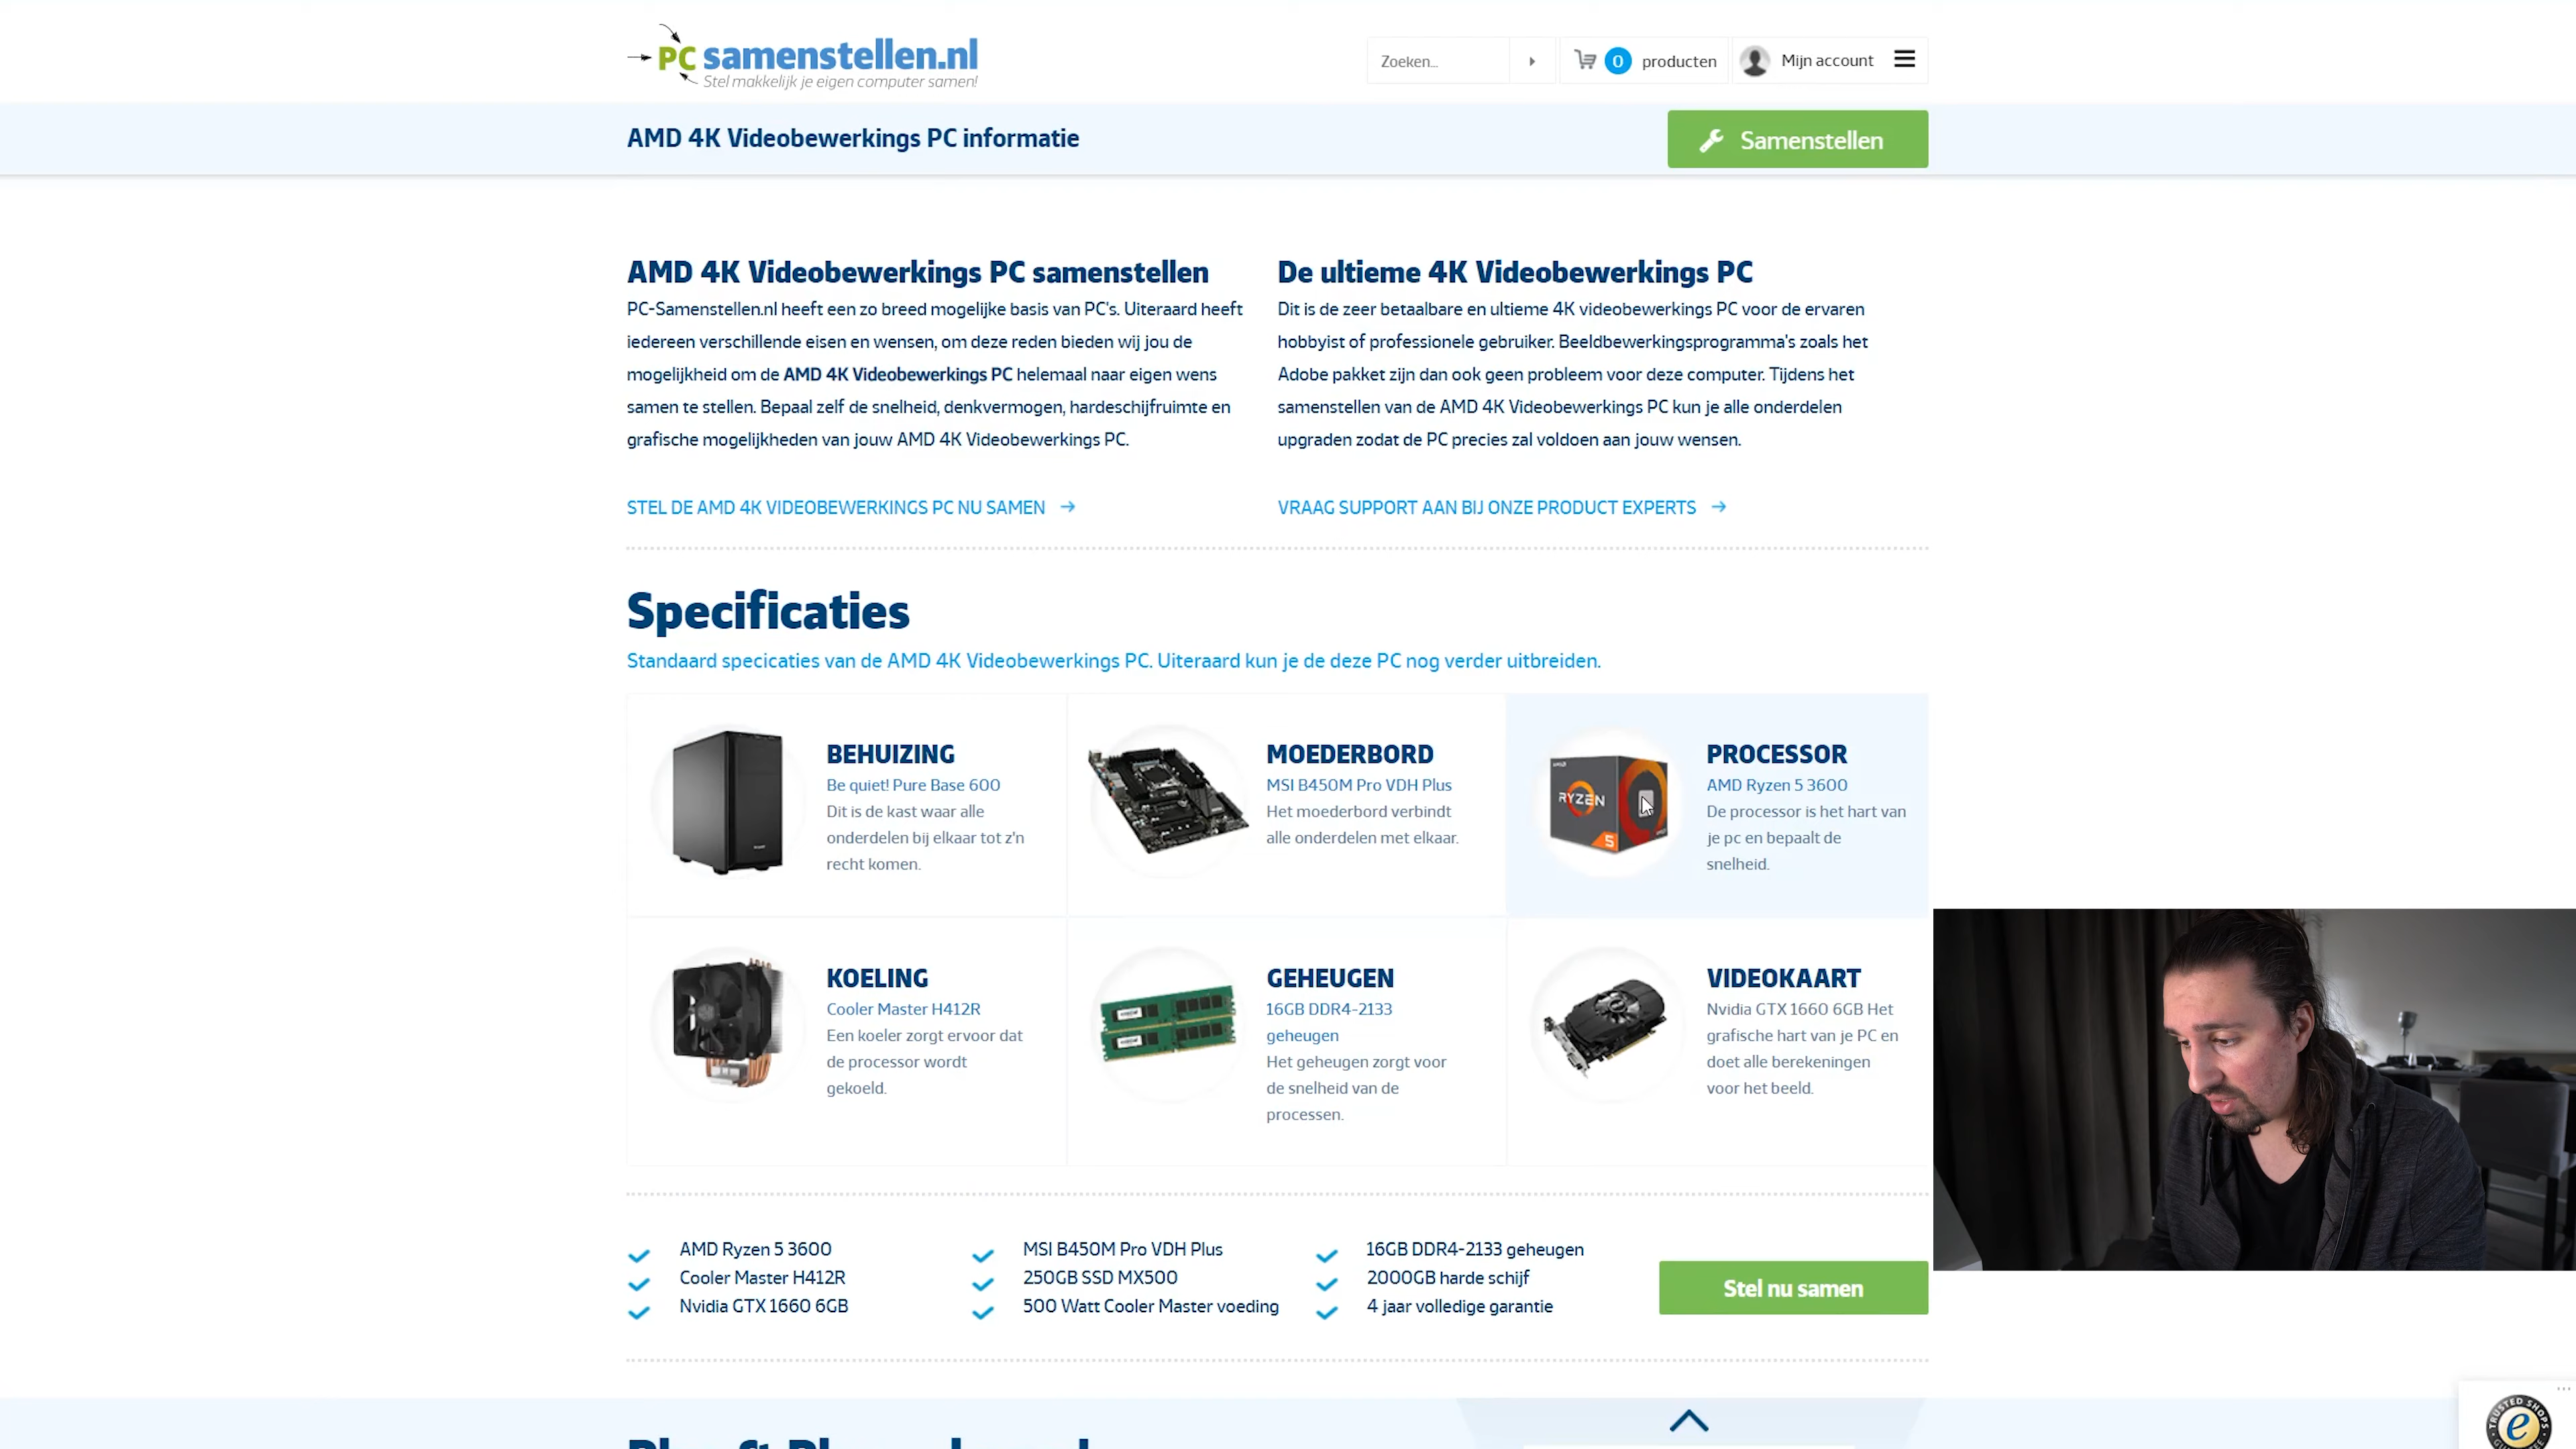 PC samenstellen.nl
Stel makkelijk je eigen computer samen!
Zoeken...
0 producten
Mijn account
AMD 4K Videobewerkings PC informatie
Samenstellen
AMD 4K Videobewerkings PC samenstellen
PC-Samenstellen.nl heeft een zo breed mogelijke basis van PC's. Uiteraard heeft
iedereen verschillende eisen en wensen, om deze reden bieden wij jou de
mogelijkheid om de AMD 4K Videobewerkings PC helemaal naar eigen wens
samen te stellen. Bepaal zelf de snelheid, denkvermogen, hardeschijfruimte en
grafische mogelijkheden van jouw AMD 4K Videobewerkings PC.
STEL DE AMD 4K VIDEOBEWERKINGS PC NU SAMEN →
De ultieme 4K Videobewerkings PC
Dit is de zeer betaalbare en ultieme 4K videobewerkings PC voor de ervaren
hobbyist of professionele gebruiker. Beeldbewerkingsprogramma's zoals het
Adobe pakket zijn dan ook geen probleem voor deze computer. Tijdens het
samenstellen van de AMD 4K Videobewerkings PC kun je alle onderdelen
upgraden zodat de PC precies zal voldoen aan jouw wensen.
VRAAG SUPPORT AAN BIJ ONZE PRODUCT EXPERTS →
Specificaties
Standaard specicaties van de AMD 4K Videobewerkings PC. Uiteraard kun je de deze PC nog verder uitbreiden.
BEHUIZING
Be quiet! Pure Base 600
Dit is de kast waar alle
onderdelen bij elkaar tot z'n
recht komen.
MOEDERBORD
MSI B450M Pro VDH Plus
Het moederbord verbindt
alle onderdelen met elkaar.
RYZEN
5
PROCESSOR
AMD Ryzen 5 3600
De processor is het hart van
je pc en bepaalt de
snelheid.
KOELING
Cooler Master H412R
Een koeler zorgt ervoor dat
de processor wordt
gekoeld.
GEHEUGEN
16GB DDR4-2133
geheugen
Het geheugen zorgt voor
de snelheid van de
processen.
VIDEOKAART
Nvidia GTX 1660 6GB Het
grafische hart van je PC en
doet alle berekeningen
voor het beeld.
AMD Ryzen 5 3600
Cooler Master H412R
Nvidia GTX 1660 6GB
MSI B450M Pro VDH Plus
250GB SSD MX500
500 Watt Cooler Master voeding
16GB DDR4-2133 geheugen
2000GB harde schijf
4 jaar volledige garantie
Stel nu samen
TRUSTED SHOPS
e